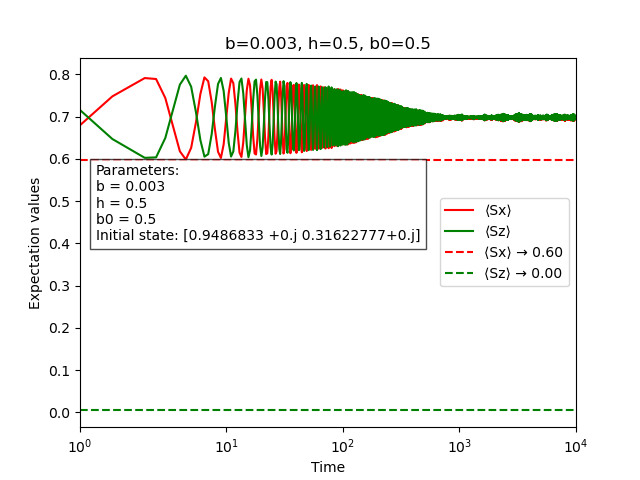 b=0.003, h=0.5, b0=0.5
Expectation values
0.8
0.7
0.6
0.5
0.4
0.3
0.2
0.1
0.0
Parameters:
b = 0.003
h = 0.5
b0 = 0.5
Initial state: [0.9486833 +0.j 0.31622777+0.j]
⟨Sx⟩
⟨Sz⟩
⟨Sx⟩ → 0.60
⟨Sz⟩ → 0.00
10⁰ 10¹ 10² 10³ 10⁴
Time